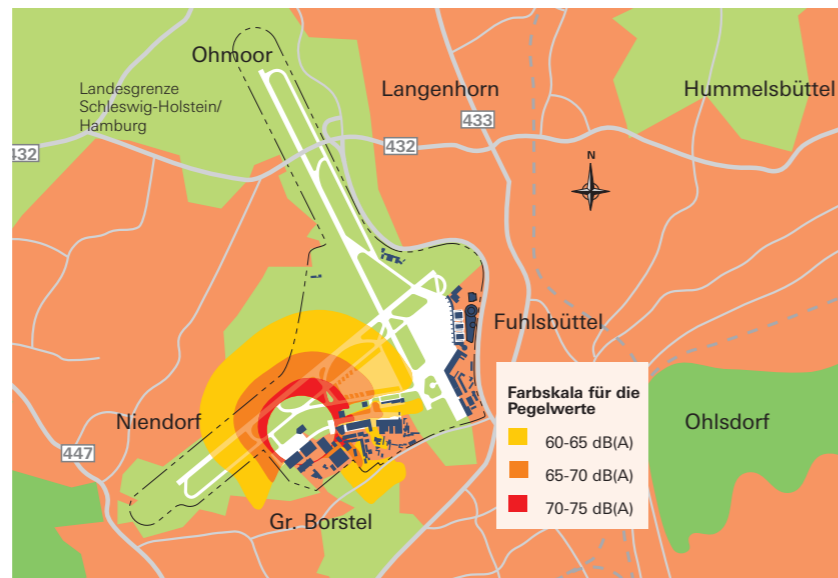 Ohmoor
Landesgrenze
Schleswig-Holstein/
Hamburg
Langenhorn
Hummelsbüttel
433
432
432
N
Fuhlsbüttel
Farbskala für die
Pegelwerte
60-65 dB(A)
65-70 dB(A)
70-75 dB(A)
Niendorf
447
Ohlsdorf
Gr. Borstel